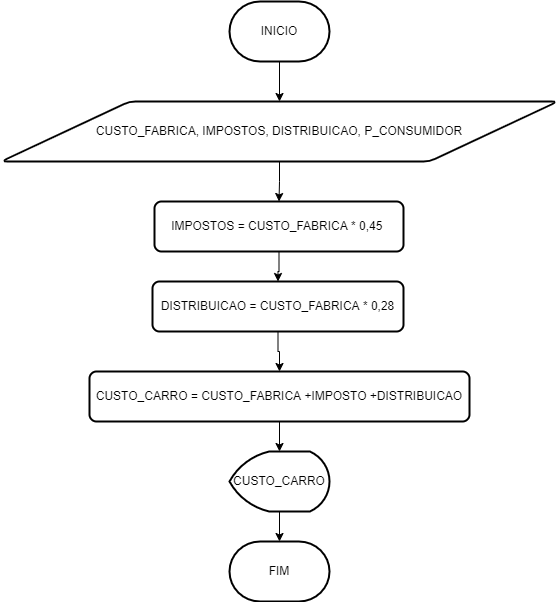 INICIO
CUSTO_FABRICA, IMPOSTOS, DISTRIBUICAO, P_CONSUMIDOR
IMPOSTOS = CUSTO_FABRICA * 0,45
DISTRIBUICAO = CUSTO_FABRICA * 0,28
CUSTO_CARRO = CUSTO_FABRICA +IMPOSTO +DISTRIBUICAO
CUSTO_CARRO
FIM